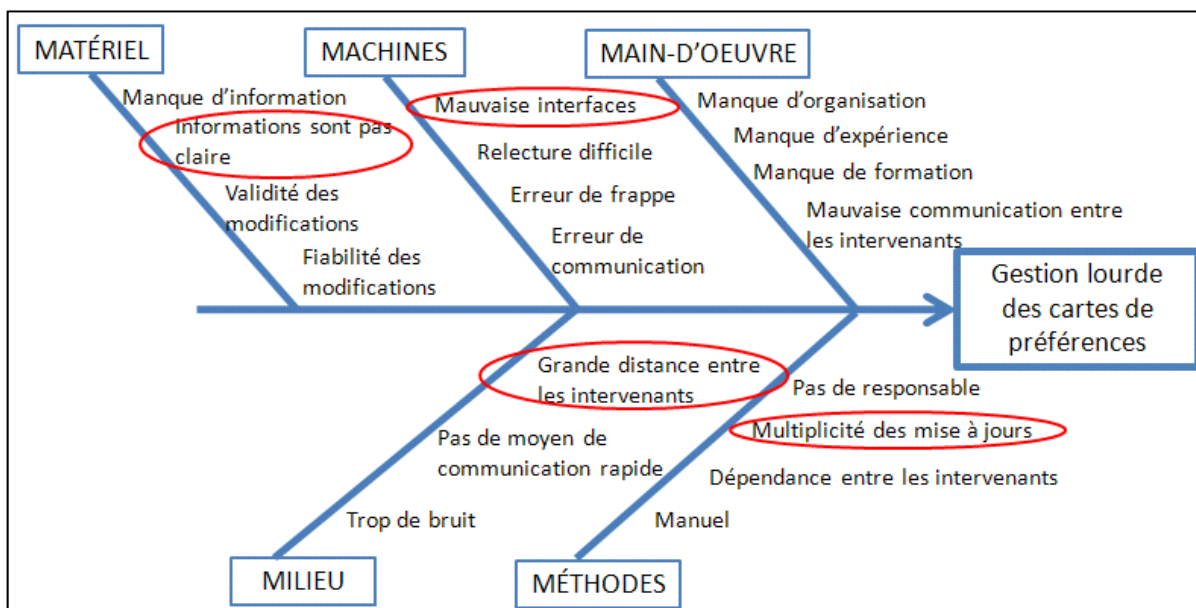 MATÉRIEL
MACHINES
MAIN-D'OEUVRE
Manque d'information
Informations sont pas
claire
Validité des
modifications
Fiabilité des
modifications
Mauvaise interfaces
Relecture difficile
Erreur de frappe
Erreur de
communication
Manque d'organisation
Manque d'expérience
Manque de formation
Mauvaise communication entre
les intervenants
Gestion lourde
des cartes de
préférences
Grande distance entre
les intervenants
Pas de moyen de
communication rapide
Trop de bruit
Pas de responsable
Multiplicité des mise à jours
Dépendance entre les intervenants
Manuel
MILIEU
MÉTHODES